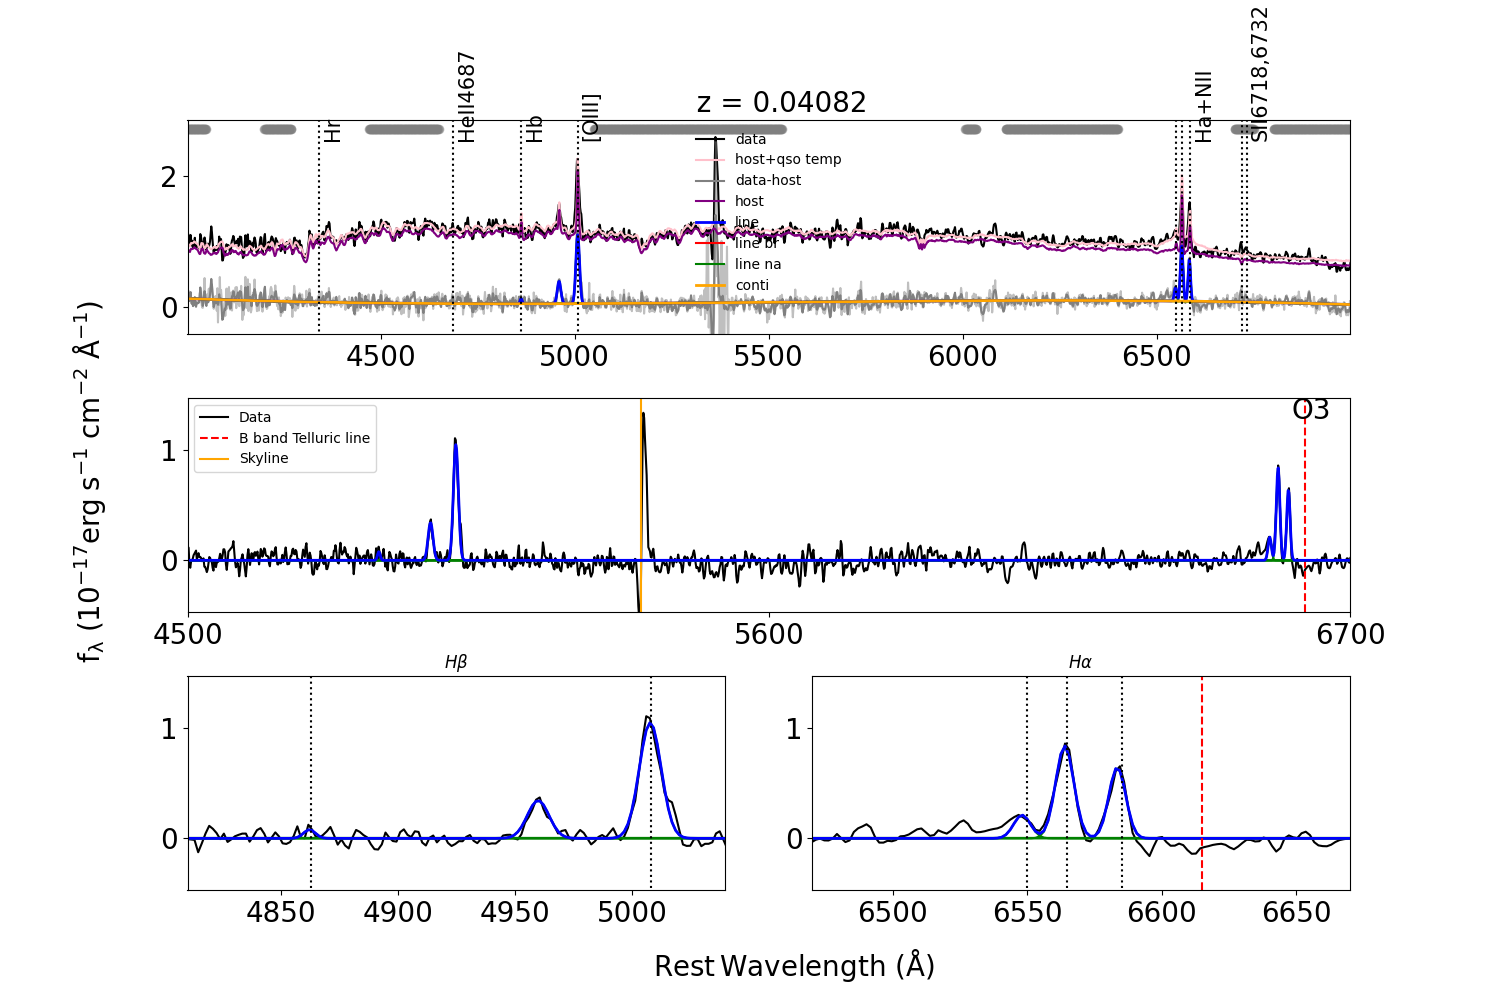 z = 0.04082
Hr
HeII4687
Hb
[OIII]
Ha+NII
SII6718,6732
data
host+qso temp
data-host
host
line
line br
line na
conti
2
0
4500 5000 5500 6000 6500
fλ (10−17erg s−1 cm−2 Å−1)
Data
B band Telluric line
Skyline
O3
1
0
4500 5600 6700
Hβ
1
0
4850 4900 4950 5000
Hα
1
0
6500 6550 6600 6650
Rest Wavelength (Å)